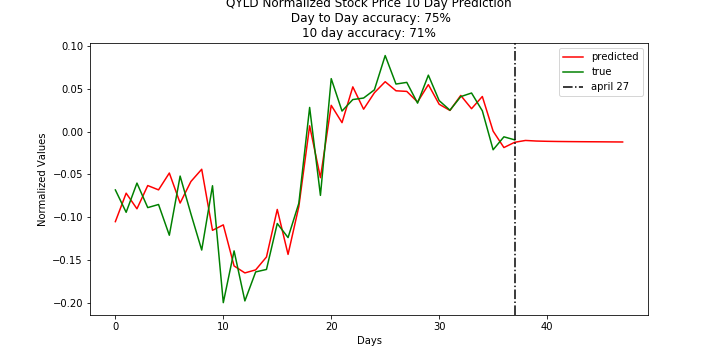 QYLD Normalized Stock Price 10 Day Prediction
Day to Day accuracy: 75%
10 day accuracy: 71%
predicted
true
april 27
Normalized Values
0.10
0.05
0.00
−0.05
−0.10
−0.15
−0.20
0 10 20 30 40
Days